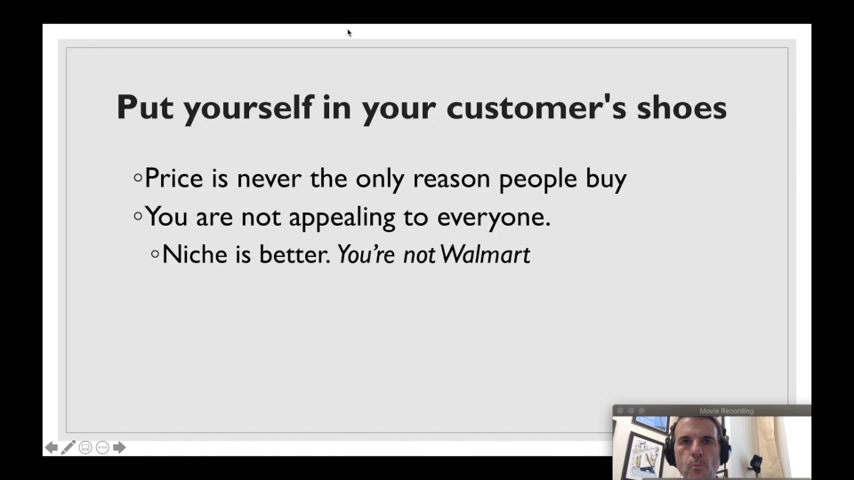 Put yourself in your customer's shoes
◦Price is never the only reason people buy
◦You are not appealing to everyone.
◦Niche is better. You're not Walmart
Movie Recording